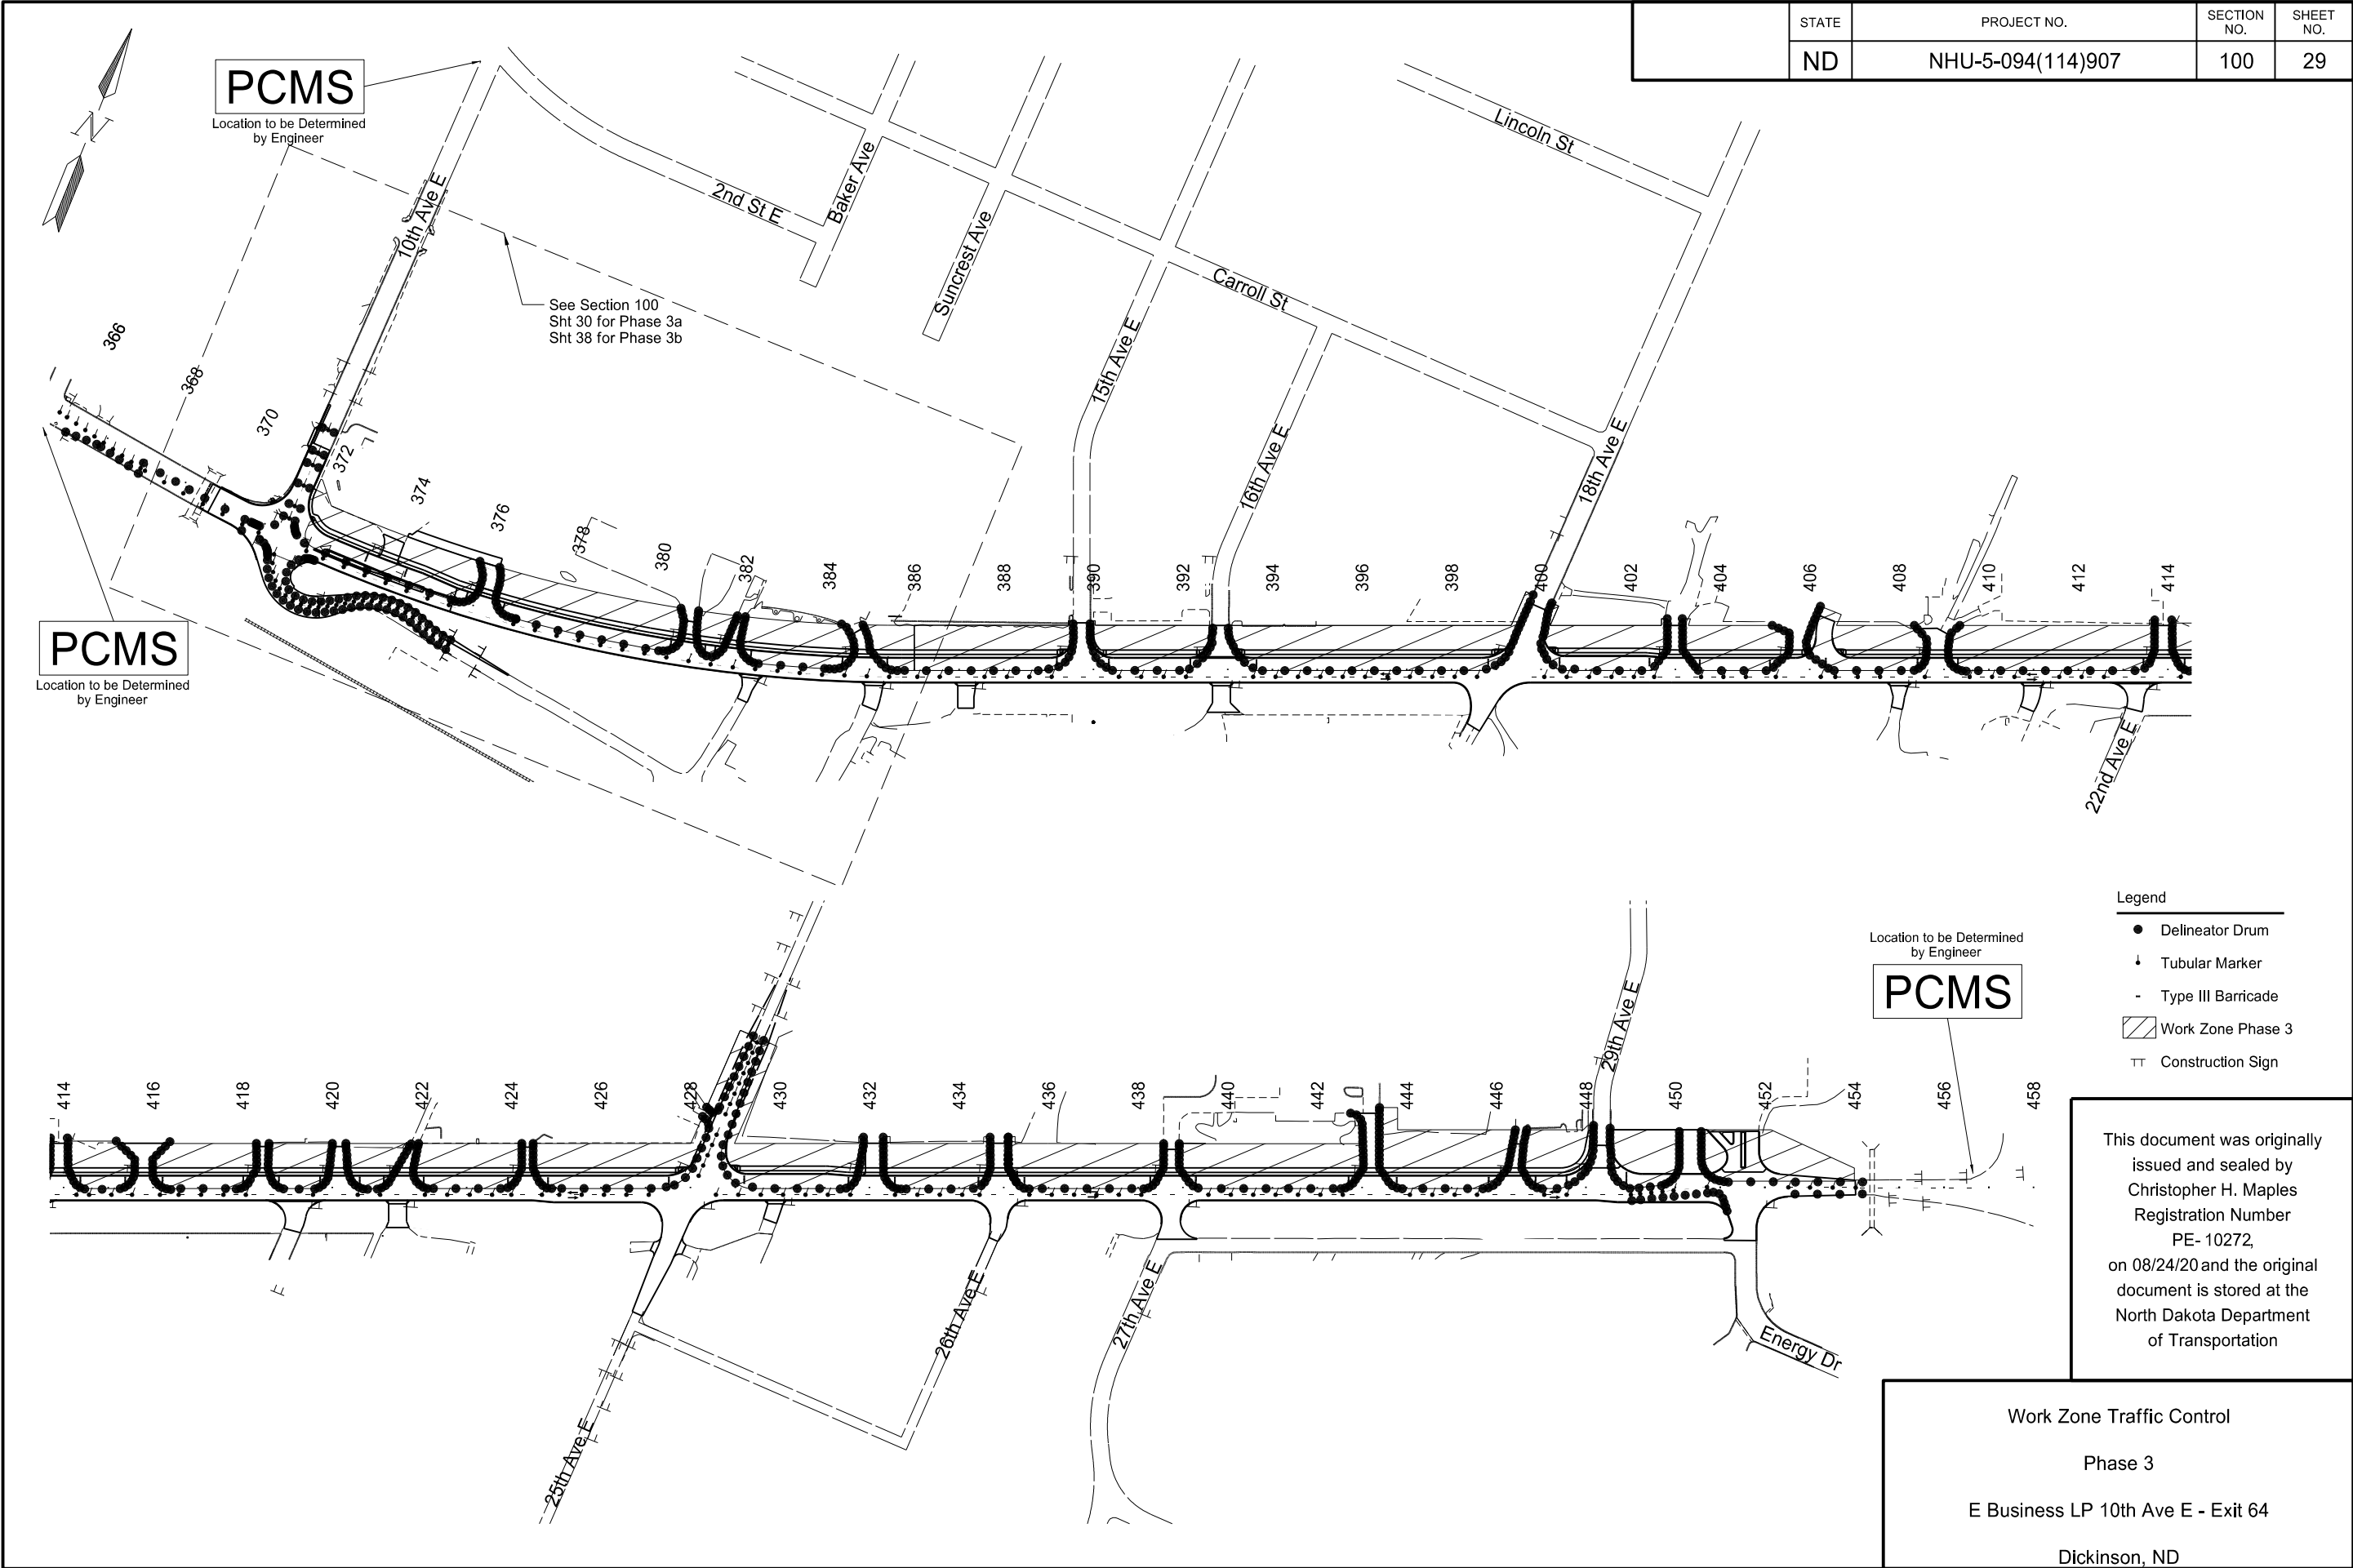 STATE
PROJECT NO.
SECTION
NO.
SHEET
NO.
ND
NHU-5-094(114)907
100
29
N
PCMS
Location to be Determined
by Engineer
10th Ave E
2nd St E
Baker Ave
Suncrest Ave
Lincoln St
Carroll St
15th Ave E
16th Ave E
18th Ave E
See Section 100
Sht 30 for Phase 3a
Sht 38 for Phase 3b
366
368
370
372
374
376
378
380
382
384
386
388
390
392
394
396
398
400
402
404
406
408
410
412
414
PCMS
Location to be Determined
by Engineer
22nd Ave E
Legend
Delineator Drum
Tubular Marker
Type III Barricade
Work Zone Phase 3
Construction Sign
Location to be Determined
by Engineer
PCMS
29th Ave E
414
416
418
420
422
424
426
428
430
432
434
436
438
440
442
444
446
448
450
452
454
456
458
25th Ave E
26th Ave E
27th Ave E
Energy Dr
This document was originally
issued and sealed by
Christopher H. Maples
Registration Number
PE- 10272,
on 08/24/20 and the original
document is stored at the
North Dakota Department
of Transportation
Work Zone Traffic Control
Phase 3
E Business LP 10th Ave E - Exit 64
Dickinson, ND